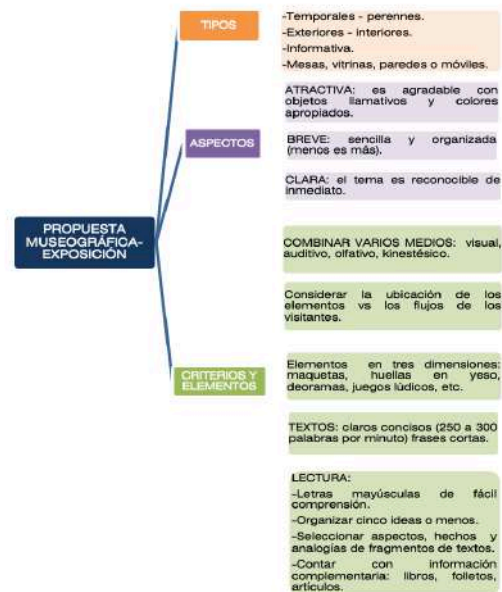 TIPOS
-Temporales - perennes.
-Exteriores - interiores.
-Informativa.
-Mesas, vitrinas, paredes o móviles.
ASPECTOS
ATRACTIVA: es agradable con
objetos llamativos y colores
apropiados.
BREVE: sencilla y organizada
(menos es más).
CLARA: el tema es reconocible de
inmediato.
PROPUESTA
MUSEOGRÁFICA-
EXPOSICIÓN
CRITERIOS Y
ELEMENTOS
COMBINAR VARIOS MEDIOS: visual,
auditivo, olfativo, kinestésico.
Considerar la ubicación de los
elementos vs los flujos de los
visitantes.
Elementos en tres dimensiones:
maquetas, huellas en yeso,
deoramas, juegos lúdicos, etc.
TEXTOS: claros concisos (250 a 300
palabras por minuto) frases cortas.
LECTURA:
-Letras mayúsculas de fácil
comprensión.
-Organizar cinco ideas o menos.
-Seleccionar aspectos, hechos y
analogías de fragmentos de textos.
-Contar con información
complementaria: libros, folletos,
artículos.